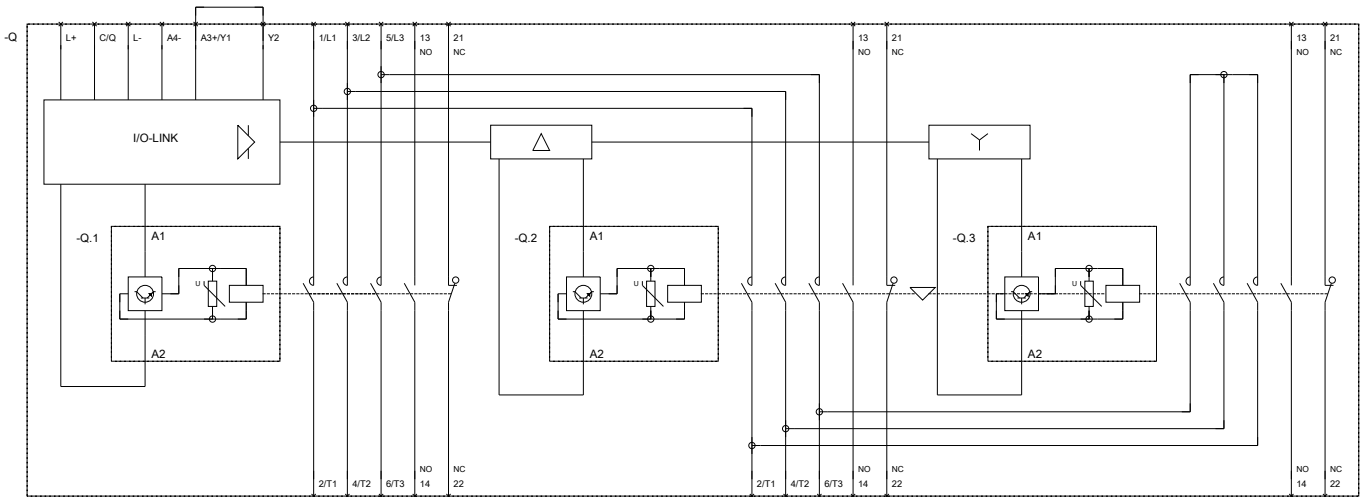 -Q L+ C/Q L- A4- A3+/Y1 Y2 1/L1 3/L2 5/L3 13 21 13 21 13 21
NO NC NO NC NO NC
I/O-LINK
-Q.1 A1 -Q.2 A1 -Q.3 A1
U U U
A2 A2 A2
NO NC NO NC NO NC
2/T1 4/T2 6/T3 14 22 2/T1 4/T2 6/T3 14 22 14 22